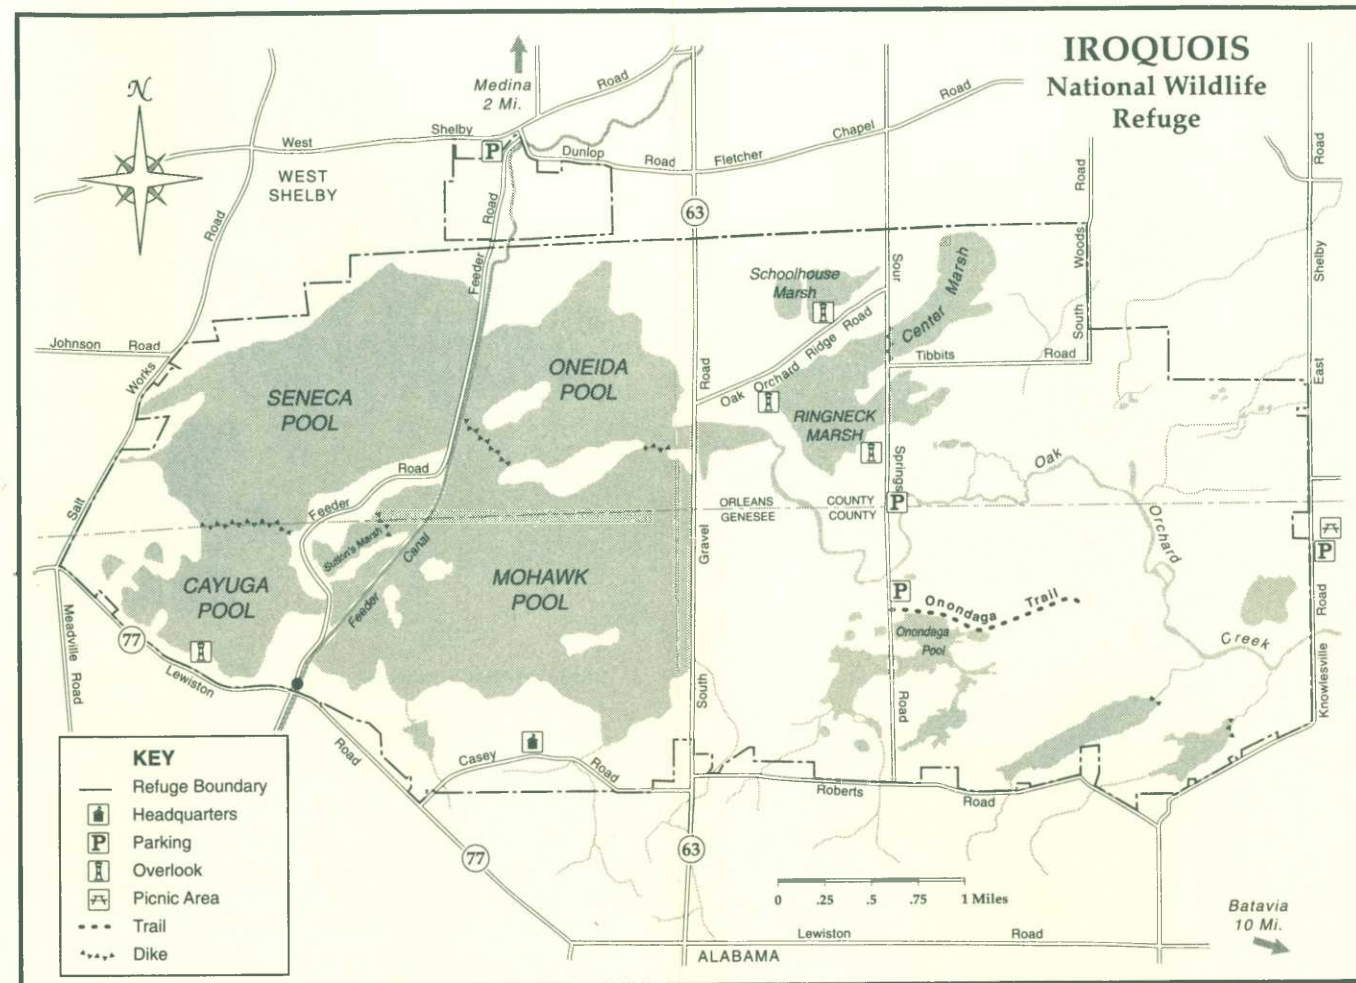 IROQUOIS
National Wildlife
Refuge
N
Medina
2 Mi.
Road
Road
Shelby
West
P
Dunlop
Road
Fletcher
Chapel
Road
WEST
SHELBY
Road
Road
63
Road
Woods
South
Shelby
East
Feeder
Sour
Schoolhouse
Marsh
Center Marsh
Johnson Road
Works
Oak Orchard Ridge Road
Tibbits Road
Road
ONEIDA
POOL
SENECA
POOL
RINGNECK
MARSH
Springs
Oak
Road
Feeder
Salt
P
ORLEANS COUNTY
GENESEE COUNTY
Gravel
Orchard
Sutton's Marsh
Canal
Feeder
P
CAYUGA
POOL
MOHAWK
POOL
P
Onondaga Trail
Onondaga
Pool
Creek
Road
Knowlesville
Meadville Road
77
Lewiston
South
Road
Road
Casey
Road
Roberts
Road
KEY
Refuge Boundary
Headquarters
P Parking
Overlook
Picnic Area
Trail
Dike
77
63
0 .25 .5 .75 1 Miles
Batavia
10 Mi.
Lewiston Road
ALABAMA